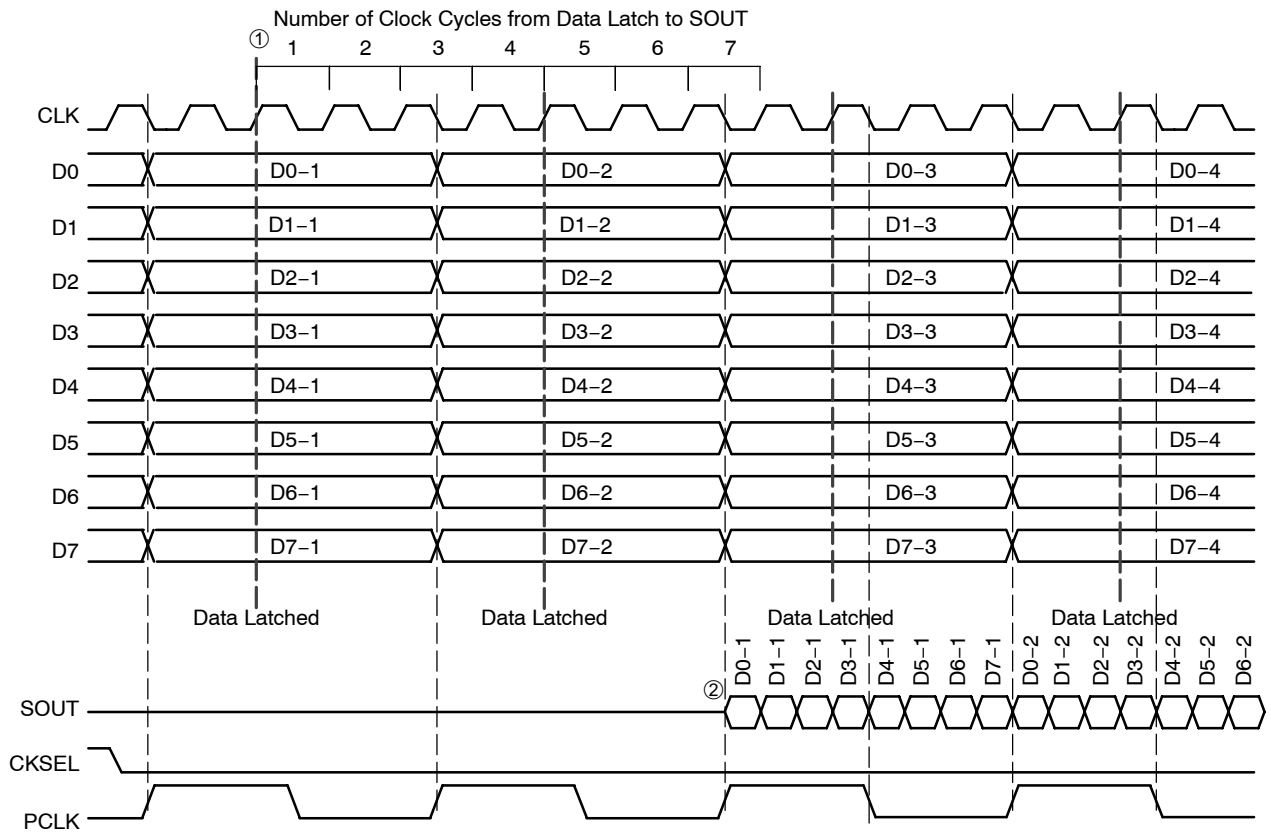 Number of Clock Cycles from Data Latch to SOUT
① 1 2 3 4 5 6 7
CLK
D0 D0−1 D0−2 D0−3 D0−4
D1 D1−1 D1−2 D1−3 D1−4
D2 D2−1 D2−2 D2−3 D2−4
D3 D3−1 D3−2 D3−3 D3−4
D4 D4−1 D4−2 D4−3 D4−4
D5 D5−1 D5−2 D5−3 D5−4
D6 D6−1 D6−2 D6−3 D6−4
D7 D7−1 D7−2 D7−3 D7−4
Data Latched Data Latched Data Latched Data Latched
D0−1 D1−1 D2−1 D3−1 D4−1 D5−1 D6−1 D7−1 D0−2 D1−2 D2−2 D3−2 D4−2 D5−2 D6−2
②
SOUT
CKSEL
PCLK